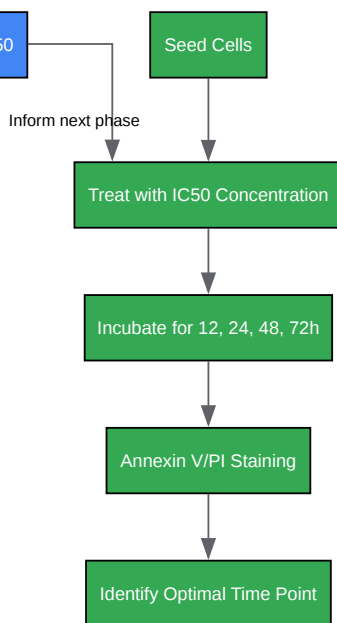 50
Seed Cells
Inform next phase
Treat with IC50 Concentration
Incubate for 12, 24, 48, 72h
Annexin V/PI Staining
Identify Optimal Time Point